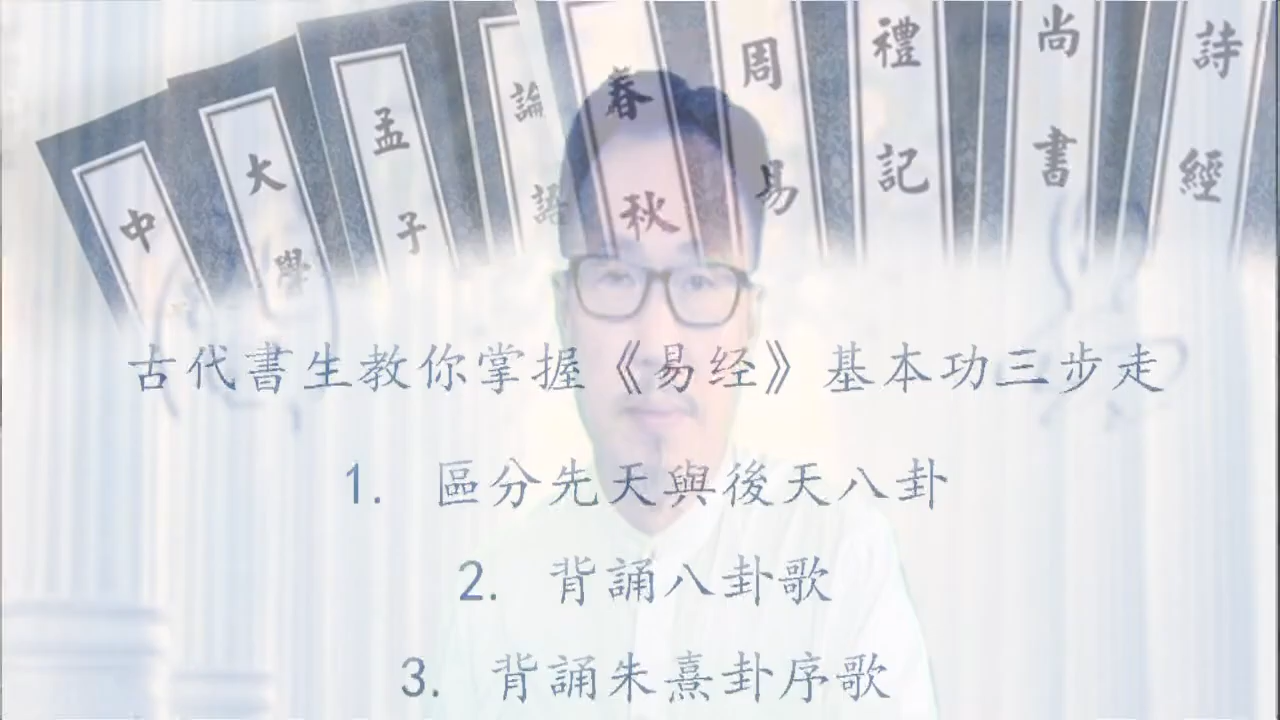 中
大學
孟子
論語
春秋
周易
禮記
尚書
詩經
古代書生教你掌握《易经》基本功三步走
1. 區分先天與後天八卦
2. 背誦八卦歌
3. 背誦朱熹卦序歌